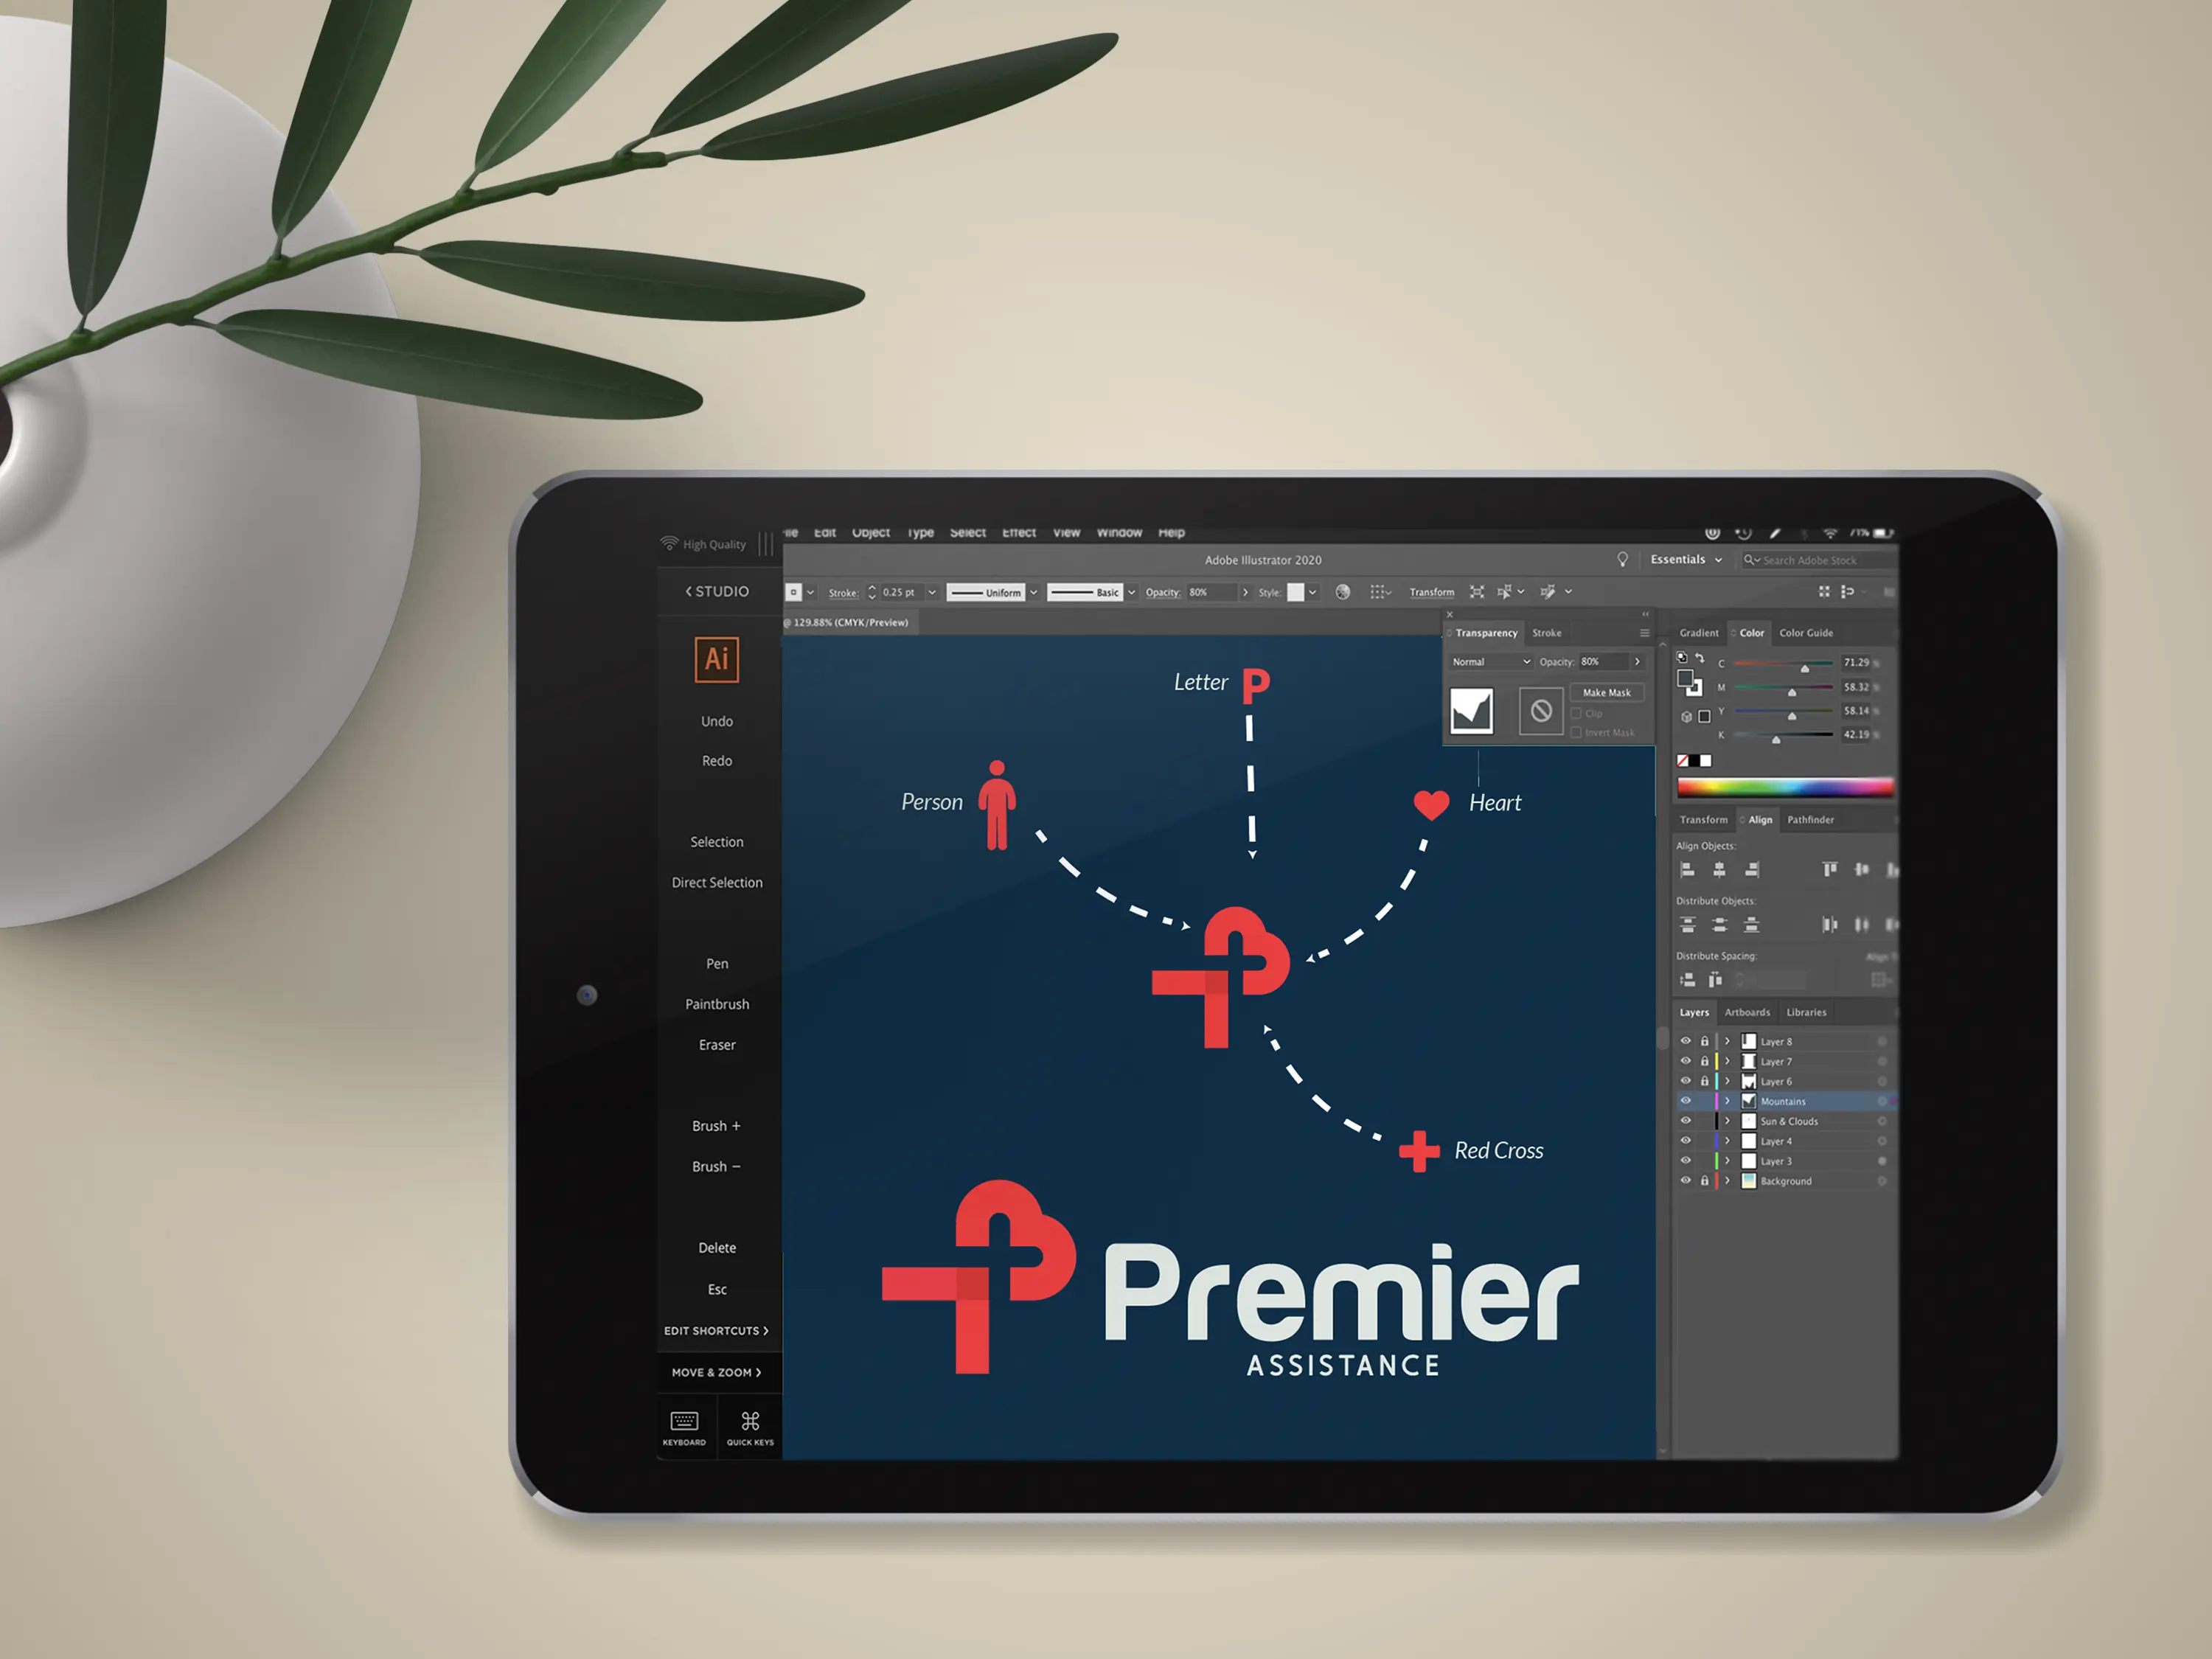 High Quality
STUDIO
Ai
Undo
Redo
Selection
Direct Selection
Pen
Paintbrush
Eraser
Brush +
Brush −
Delete
Esc
EDIT SHORTCUTS
MOVE & ZOOM
KEYBOARD QUICK KEYS
ile Edit Object Type Select Effect View Window Help 71%
Adobe Illustrator 2020 Essentials Search Adobe Stock
Stroke: 0.25 pt Uniform Basic Opacity: 80% Style: Transform
@ 129.88% (CMYK/Preview)
Transparency Stroke
Normal Opacity: 80%
Make Mask
Clip
Invert Mask
Letter P
Person
Heart
Red Cross
Premier
ASSISTANCE
Gradient Color Color Guide
C 71.29 %
M 58.32 %
Y 58.14 %
K 42.19 %
Transform Align Pathfinder
Align Objects:
Distribute Objects:
Distribute Spacing: Align T
Layers Artboards Libraries
Layer 8
Layer 7
Layer 6
Mountains
Sun & Clouds
Layer 4
Layer 3
Background